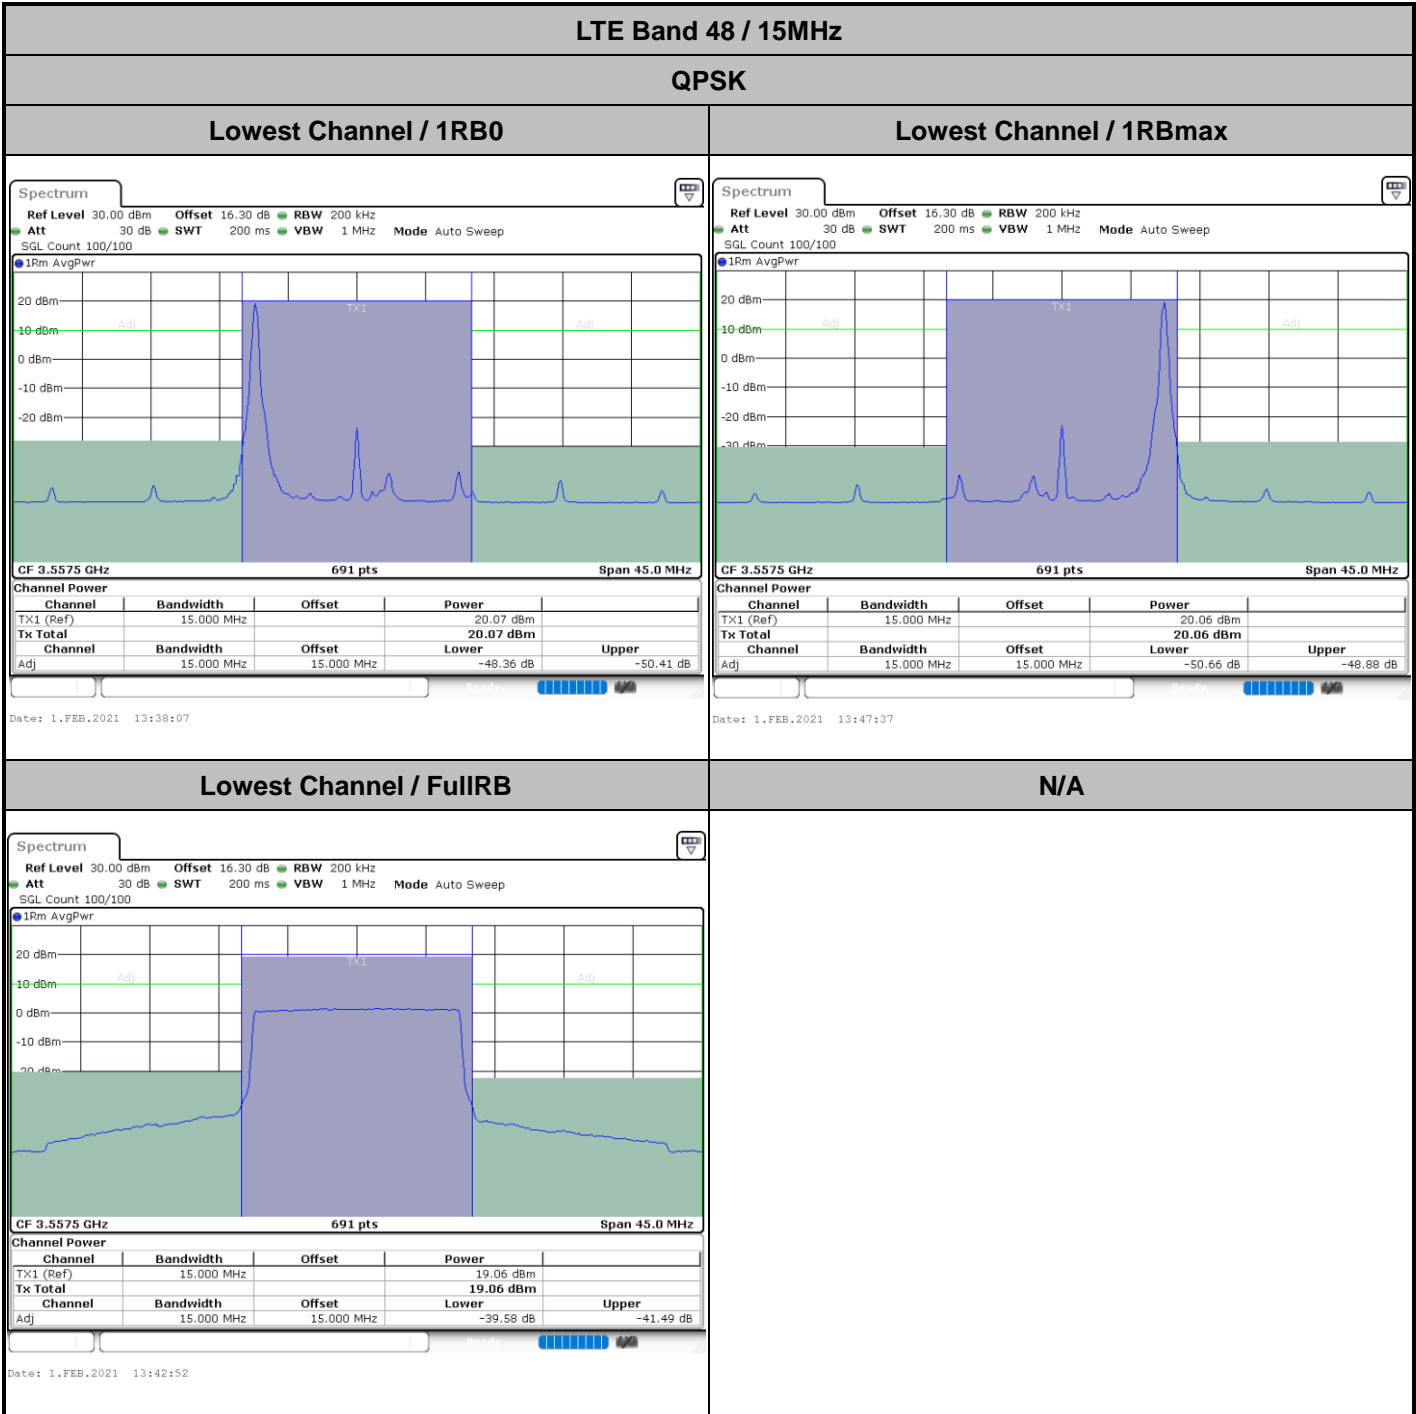 LTE Band 48 / 15MHz
QPSK
Lowest Channel / 1RB0
Lowest Channel / 1RBmax
Spectrum
Ref Level 30.00 dBm Offset 16.30 dB RBW 200 kHz
Att 30 dB SWT 200 ms VBW 1 MHz Mode Auto Sweep
SGL Count 100/100
1Rm AvgPwr
TX1
Adj
Adj
20 dBm
10 dBm
0 dBm
-10 dBm
-20 dBm
CF 3.5575 GHz 691 pts Span 45.0 MHz
Channel Power
Channel Bandwidth Offset Power
TX1 (Ref) 15.000 MHz 20.07 dBm
Tx Total 20.07 dBm
Channel Bandwidth Offset Lower Upper
Adj 15.000 MHz 15.000 MHz -48.36 dB -50.41 dB
Ready
Date: 1.FEB.2021 13:38:07
Spectrum
Ref Level 30.00 dBm Offset 16.30 dB RBW 200 kHz
Att 30 dB SWT 200 ms VBW 1 MHz Mode Auto Sweep
SGL Count 100/100
1Rm AvgPwr
TX1
Adj
Adj
20 dBm
10 dBm
0 dBm
-10 dBm
-20 dBm
-30 dBm
CF 3.5575 GHz 691 pts Span 45.0 MHz
Channel Power
Channel Bandwidth Offset Power
TX1 (Ref) 15.000 MHz 20.06 dBm
Tx Total 20.06 dBm
Channel Bandwidth Offset Lower Upper
Adj 15.000 MHz 15.000 MHz -50.66 dB -48.88 dB
Ready
Date: 1.FEB.2021 13:47:37
Lowest Channel / FullRB
N/A
Spectrum
Ref Level 30.00 dBm Offset 16.30 dB RBW 200 kHz
Att 30 dB SWT 200 ms VBW 1 MHz Mode Auto Sweep
SGL Count 100/100
1Rm AvgPwr
TX1
Adj
Adj
20 dBm
10 dBm
0 dBm
-10 dBm
-20 dBm
CF 3.5575 GHz 691 pts Span 45.0 MHz
Channel Power
Channel Bandwidth Offset Power
TX1 (Ref) 15.000 MHz 19.06 dBm
Tx Total 19.06 dBm
Channel Bandwidth Offset Lower Upper
Adj 15.000 MHz 15.000 MHz -39.58 dB -41.49 dB
Ready
Date: 1.FEB.2021 13:42:52